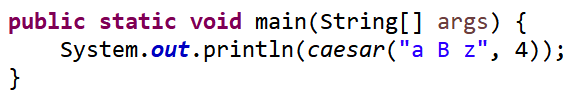 public static void main(String[] args) {
    System.out.println(caesar("a B z", 4));
}